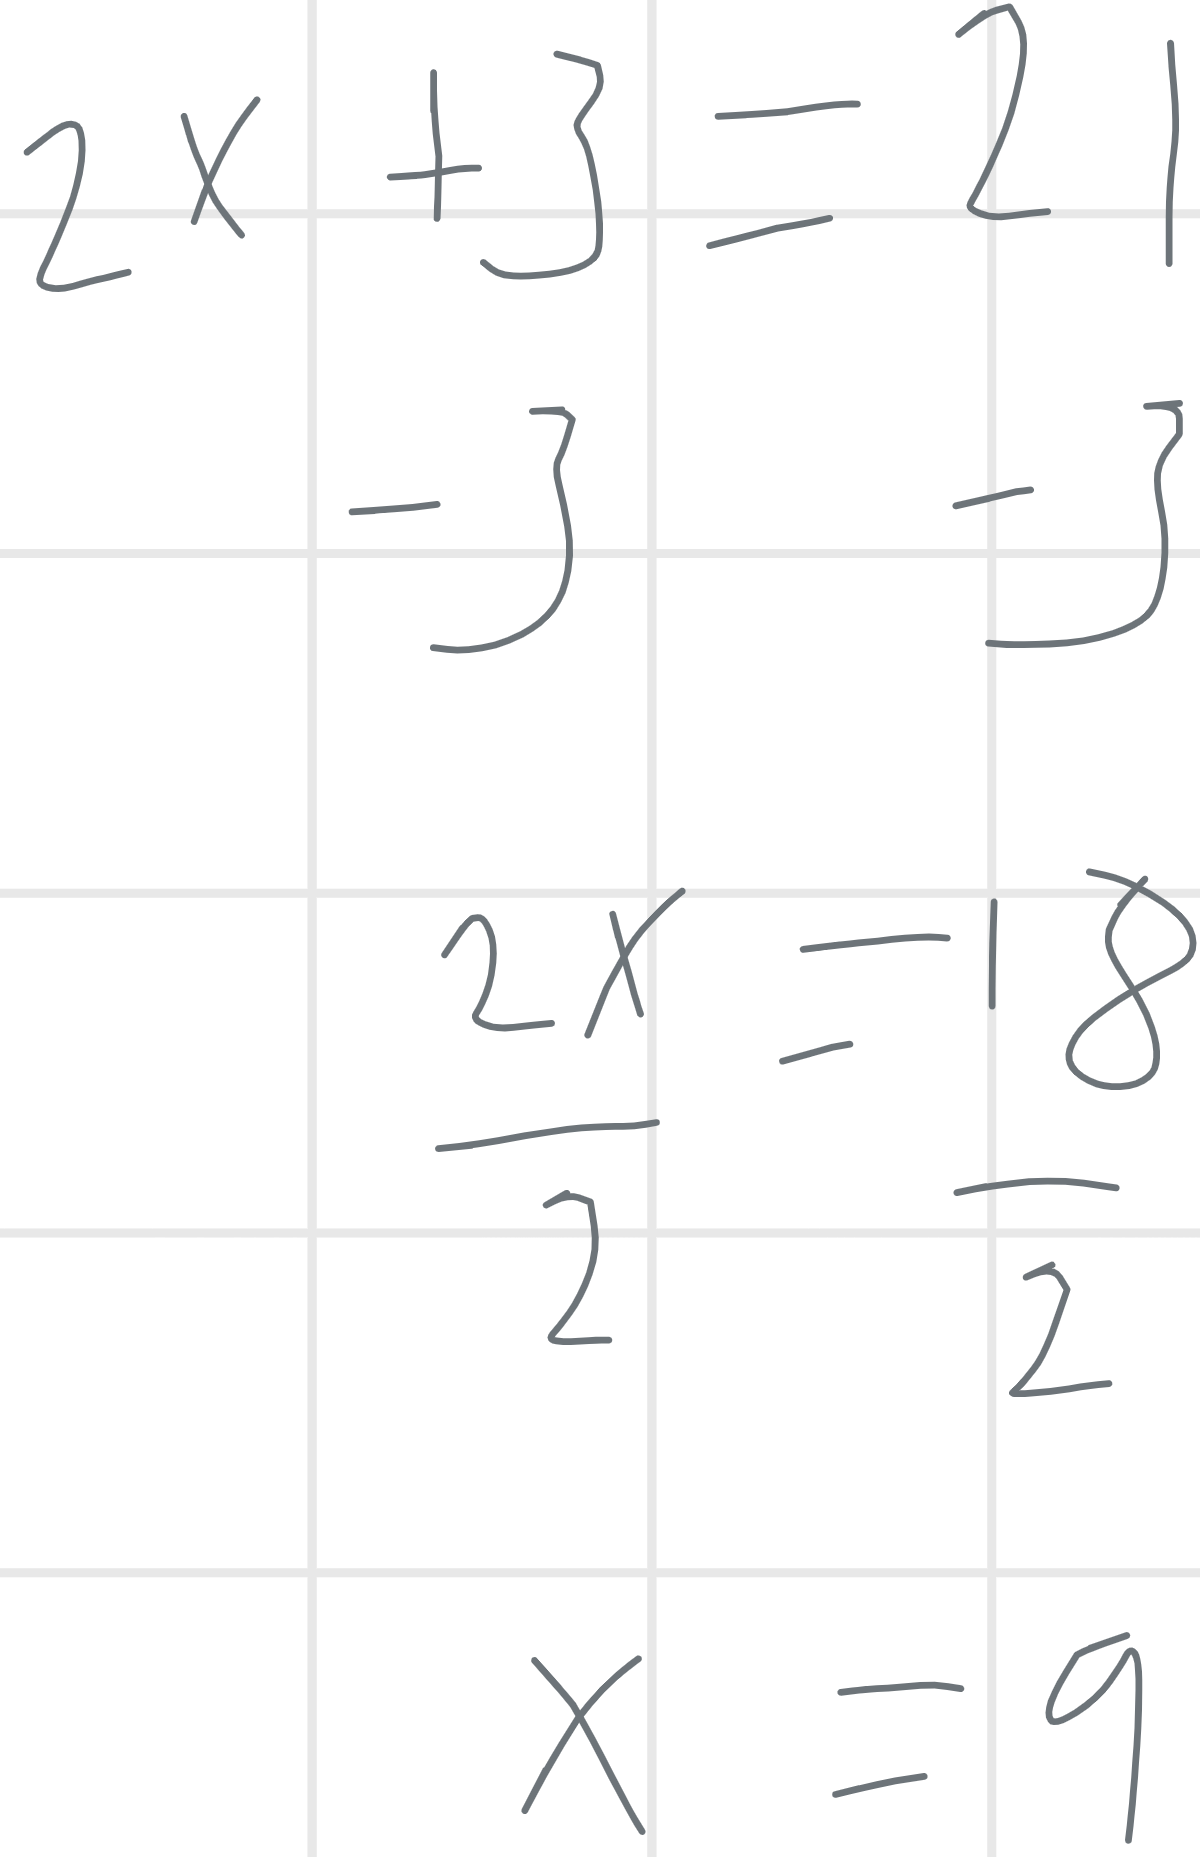 2x + 3 = 21
- 3 - 3
2x = 18
2 2
x = 9